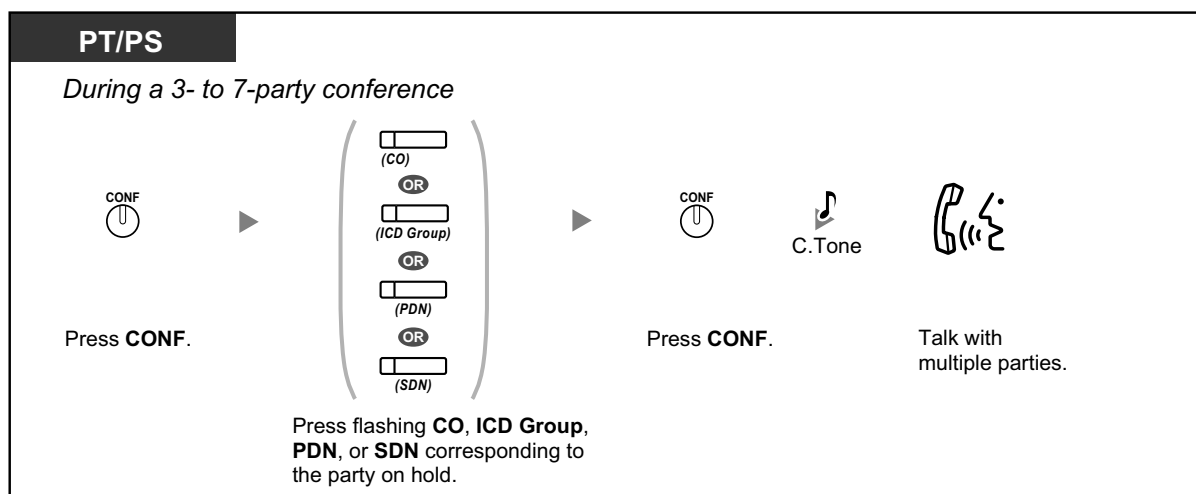 PT/PS
During a 3- to 7-party conference
(CO)
OR
(ICD Group)
OR
(PDN)
OR
(SDN)
CONF
CONF
C.Tone
Press CONF.
Press flashing CO, ICD Group,
PDN, or SDN corresponding to
the party on hold.
Press CONF.
Talk with
multiple parties.